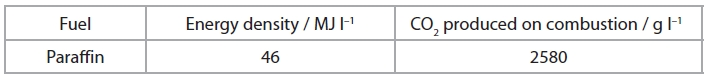 Fuel Energy density / MJ l⁻¹ CO₂ produced on combustion / g l⁻¹
Paraffin 46 2580